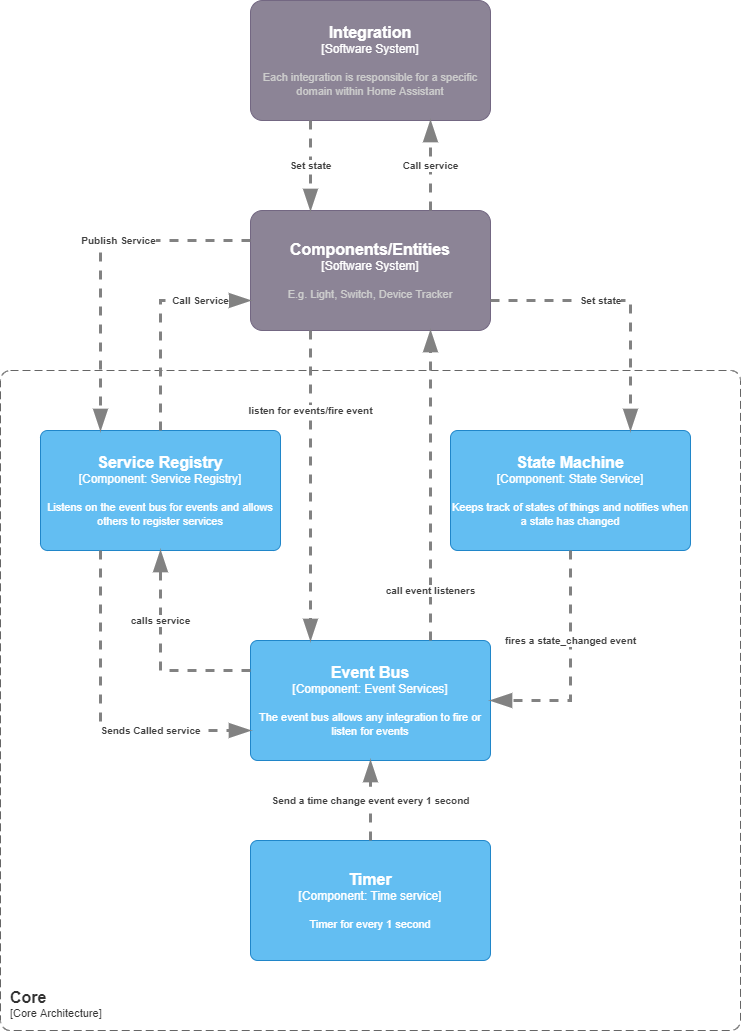 Integration
[Software System]
Each integration is responsible for a specific
domain within Home Assistant
Set state
Call service
Publish Service
Components/Entities
[Software System]
E.g. Light, Switch, Device Tracker
Call Service
Set state
listen for events/fire event
Service Registry
[Component: Service Registry]
Listens on the event bus for events and allows
others to register services
State Machine
[Component: State Service]
Keeps track of states of things and notifies when
a state has changed
call event listeners
calls service
fires a state_changed event
Event Bus
[Component: Event Services]
The event bus allows any integration to fire or
listen for events
Sends Called service
Send a time change event every 1 second
Timer
[Component: Time service]
Timer for every 1 second
Core
[Core Architecture]